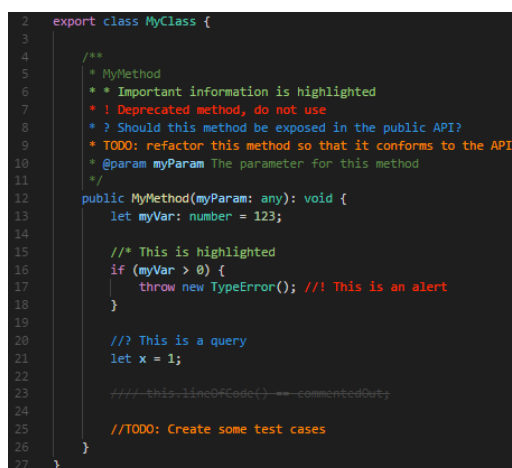 2 export class MyClass {
3
4 /**
5 * MyMethod
6 * * Important information is highlighted
7 * ! Deprecated method, do not use
8 * ? Should this method be exposed in the public API?
9 * TODO: refactor this method so that it conforms to the API
10 * @param myParam The parameter for this method
11 */
12 public MyMethod(myParam: any): void {
13 let myVar: number = 123;
14
15 //* This is highlighted
16 if (myVar > 0) {
17 throw new TypeError(); //! This is an alert
18 }
19
20 //? This is a query
21 let x = 1;
22
23 //// this.lineOfCode() == commentedOut;
24
25 //TODO: Create some test cases
26 }
27 }